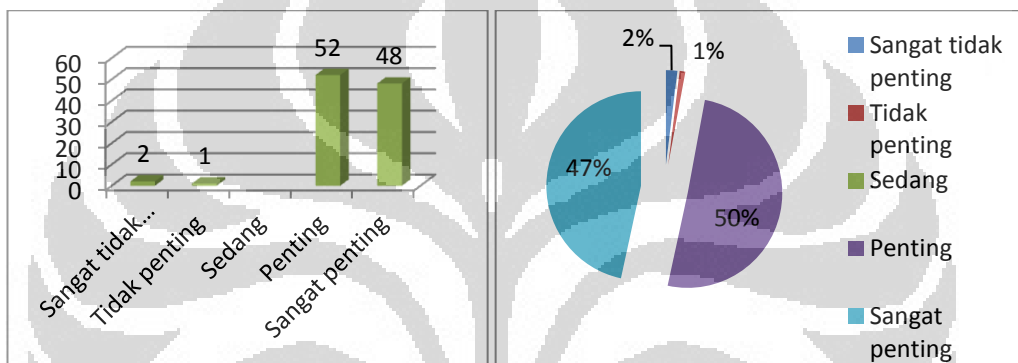 60
50
40
30
20
10
0
2
1
52
48
Sangat tidak...
Tidak penting
Sedang
Penting
Sangat penting
2%
1%
47%
50%
Sangat tidak
penting
Tidak
penting
Sedang
Penting
Sangat
penting